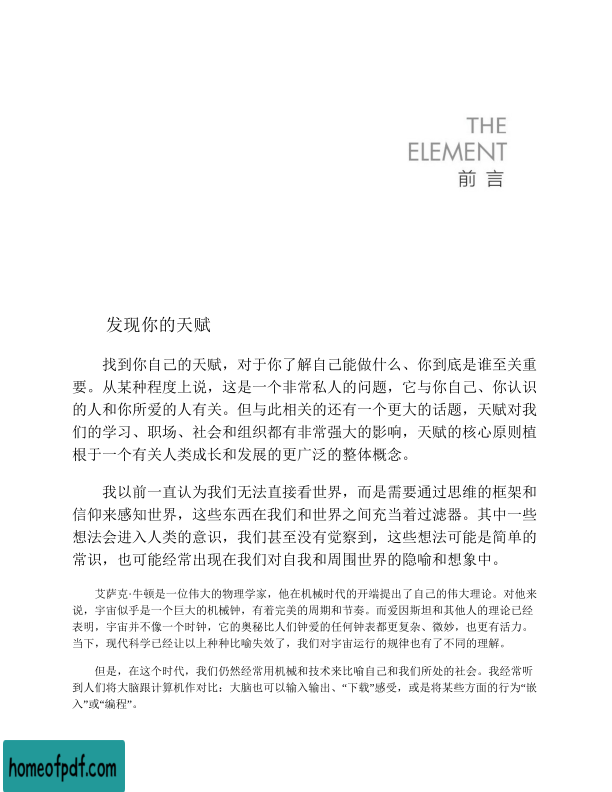 THE
ELEMENT
前 言
发现你的天赋
找到你自己的天赋，对于你了解自己能做什么、你到底是谁至关重
要。从某种程度上说，这是一个非常私人的问题，它与你自己、你认识
的人和你所爱的人有关。但与此相关的还有一个更大的话题，天赋对我
们的学习、职场、社会和组织都有非常强大的影响，天赋的核心原则植
根于一个有关人类成长和发展的更广泛的整体概念。
我以前一直认为我们无法直接看世界，而是需要通过思维的框架和
信仰来感知世界，这些东西在我们和世界之间充当着过滤器。其中一些
想法会进入人类的意识，我们甚至没有觉察到，这些想法可能是简单的
常识，也可能经常出现在我们对自我和周围世界的隐喻和想象中。
艾萨克·牛顿是一位伟大的物理学家，他在机械时代的开端提出了自己的伟大理论。对他来
说，宇宙似乎是一个巨大的机械钟，有着完美的周期和节奏。而爱因斯坦和其他人的理论已经
表明，宇宙并不像一个时钟，它的奥秘比人们钟爱的任何钟表都更复杂、微妙，也更有活力。
当下，现代科学已经让以上种种比喻失效了，我们对宇宙运行的规律也有了不同的理解。
但是，在这个时代，我们仍然经常用机械和技术来比喻自己和我们所处的社会。我经常听
到人们将大脑跟计算机作对比；大脑也可以输入输出、“下载”感受，或是将某些方面的行为“嵌
入”或“编程”。
homeofpdf.com